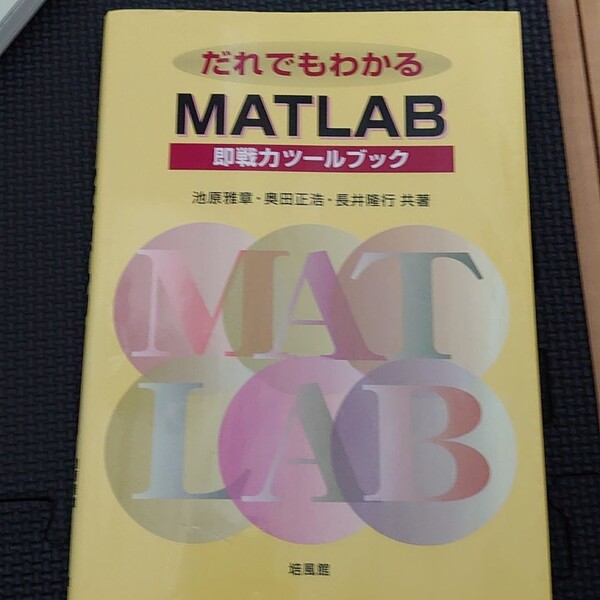 だれでもわかる
MATLAB
即戦力ツールブック
池原雅章・奥田正浩・長井隆行 共著
MAT
LAB
培風館